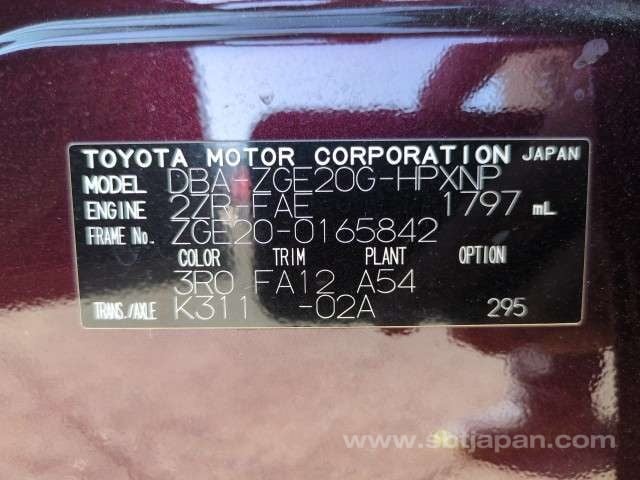 TOYOTA MOTOR CORPORATION JAPAN
MODEL DBA-ZGE20G-HPXNP
ENGINE 2ZR-FAE 1797 mL
FRAME No. ZGE20-0165842
COLOR TRIM PLANT OPTION
3R0 FA12 A54
TRANS./AXLE K311 -02A 295
www.sbtjapan.com